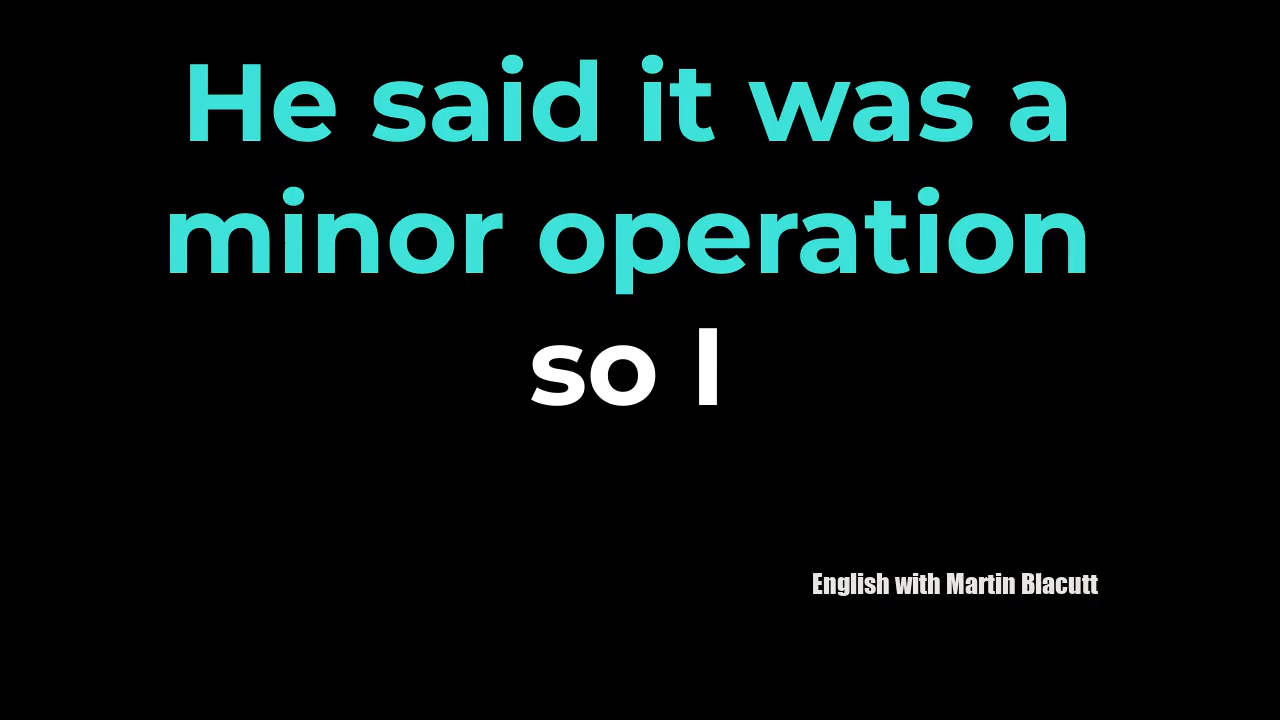 He said it was a
minor operation
so I
English with Martin Blacutt